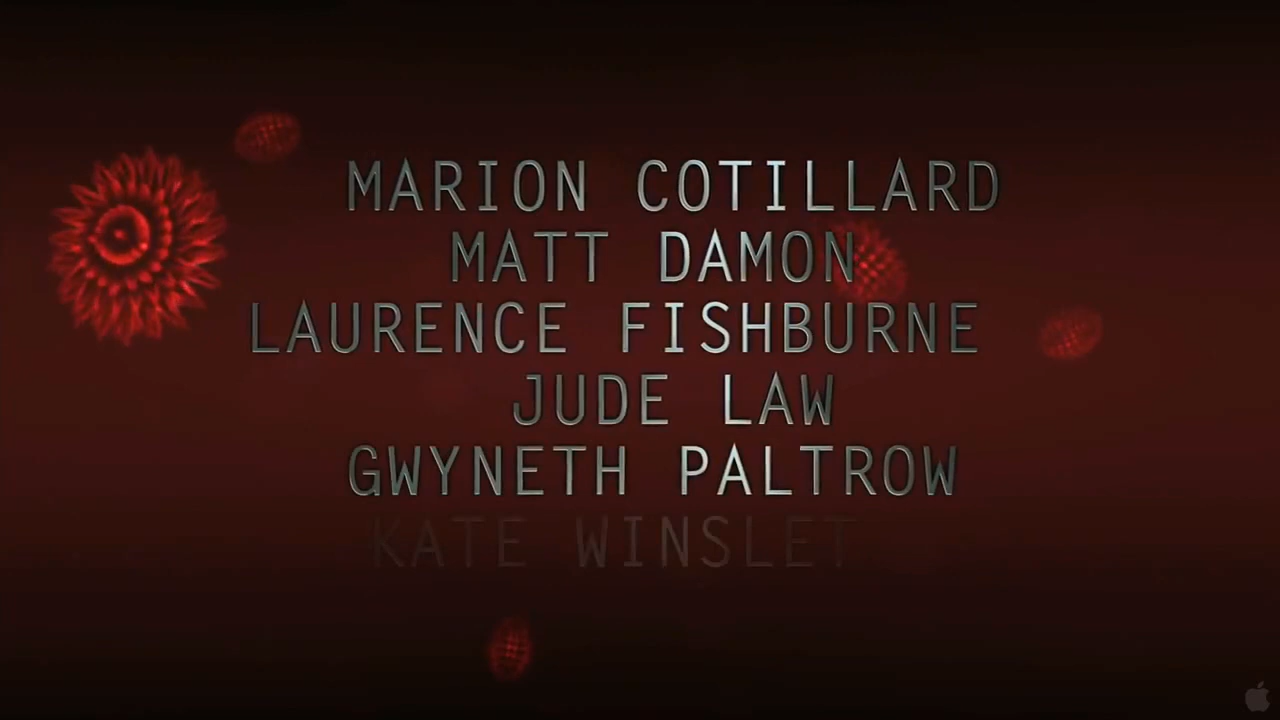 MARION COTILLARD
MATT DAMON
LAURENCE FISHBURNE
JUDE LAW
GWYNETH PALTROW
KATE WINSLET